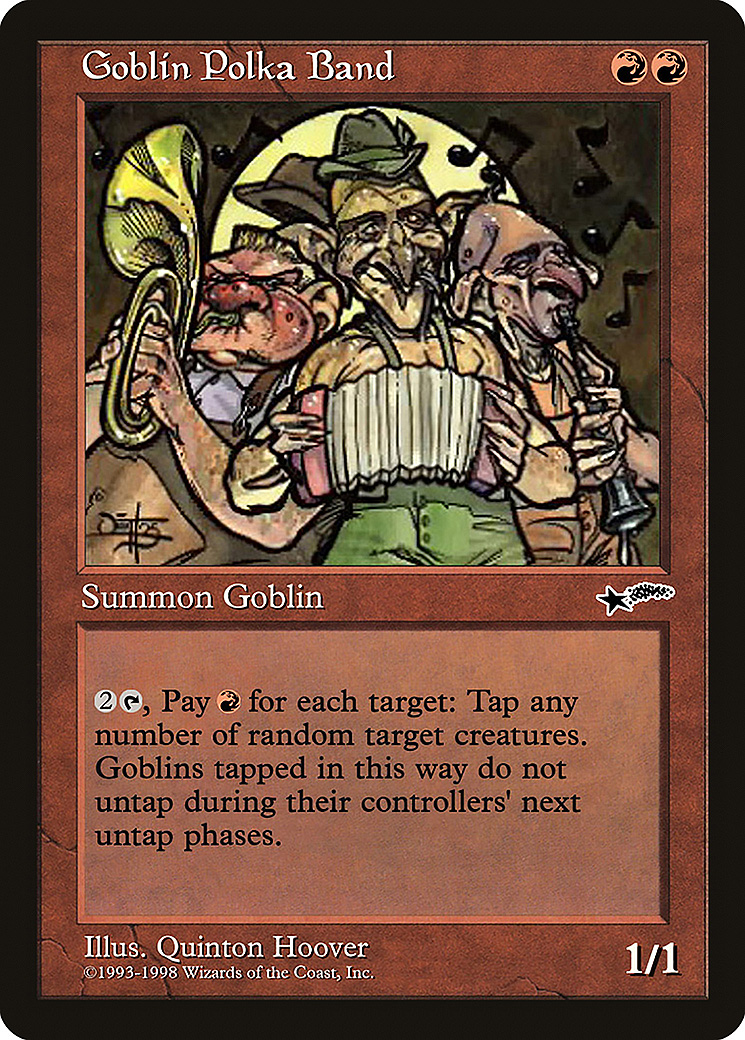 Goblin Polka Band
Summon Goblin
2, Pay for each target: Tap any
number of random target creatures.
Goblins tapped in this way do not
untap during their controllers' next
untap phases.
Illus. Quinton Hoover
©1993-1998 Wizards of the Coast, Inc.
1/1